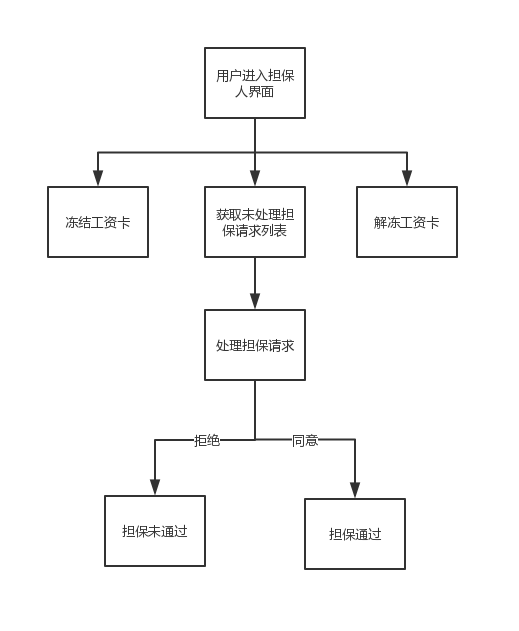 用户进入担保
人界面
冻结工资卡
获取未处理担
保请求列表
解冻工资卡
处理担保请求
拒绝
同意
担保未通过
担保通过